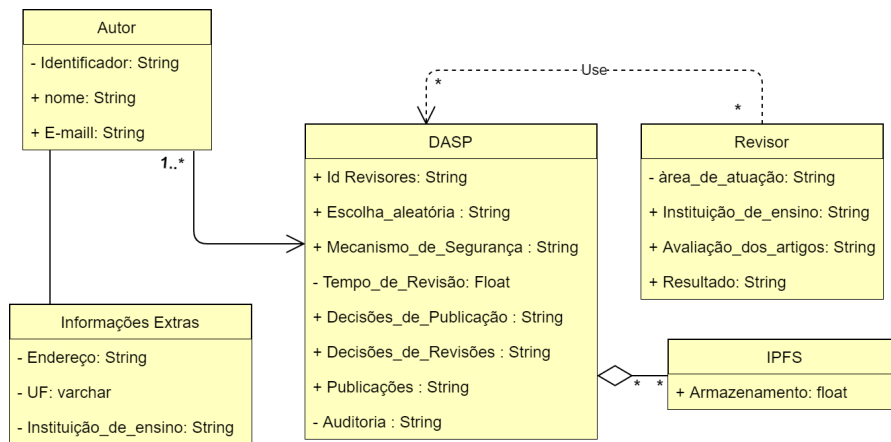 Autor
- Identificador: String
+ nome: String
+ E-maill: String
1..*
Use
*
*
DASP
+ Id Revisores: String
+ Escolha_aleatória : String
+ Mecanismo_de_Segurança : String
- Tempo_de_Revisão: Float
+ Decisões_de_Publicação : String
+ Decisões_de_Revisões : String
+ Publicações : String
- Auditoria : String
Revisor
- àrea_de_atuação: String
+ Instituição_de_ensino: String
+ Avaliação_dos_artigos: String
+ Resultado: String
Informações Extras
- Endereço: String
- UF: varchar
- Instituição_de_ensino: String
* *
IPFS
+ Armazenamento: float